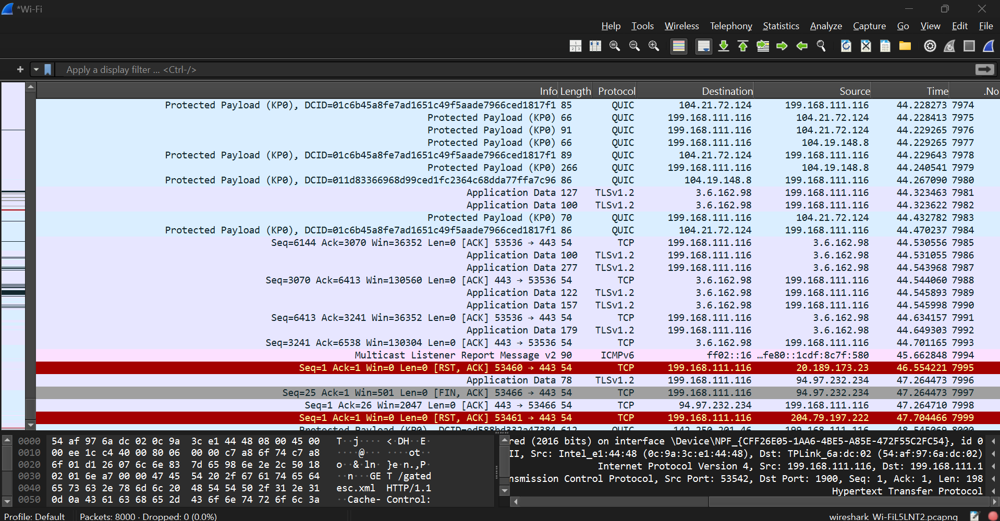 *Wi-Fi
Help Tools Wireless Telephony Statistics Analyze Capture Go View Edit File
Apply a display filter ... <Ctrl-/>
Info Length Protocol Destination Source Time .No
Protected Payload (KP0), DCID=01c6b45a8fe7ad1651c49f5aade7966ced1817f1 85 QUIC 104.21.72.124 199.168.111.116 44.228273 7974
Protected Payload (KP0) 66 QUIC 199.168.111.116 104.21.72.124 44.228413 7975
Protected Payload (KP0) 91 QUIC 199.168.111.116 104.21.72.124 44.229265 7976
Protected Payload (KP0) 66 QUIC 199.168.111.116 104.19.148.8 44.229265 7977
Protected Payload (KP0), DCID=01c6b45a8fe7ad1651c49f5aade7966ced1817f1 89 QUIC 104.21.72.124 199.168.111.116 44.229643 7978
Protected Payload (KP0) 266 QUIC 199.168.111.116 104.19.148.8 44.240541 7979
Protected Payload (KP0), DCID=011d83366968d99ced1fc2364c68dda77ffa7c96 86 QUIC 104.19.148.8 199.168.111.116 44.267090 7980
Application Data 127 TLSv1.2 3.6.162.98 199.168.111.116 44.323463 7981
Application Data 100 TLSv1.2 3.6.162.98 199.168.111.116 44.323622 7982
Protected Payload (KP0) 70 QUIC 199.168.111.116 104.21.72.124 44.432782 7983
Protected Payload (KP0), DCID=01c6b45a8fe7ad1651c49f5aade7966ced1817f1 86 QUIC 104.21.72.124 199.168.111.116 44.470237 7984
Seq=6144 Ack=3070 Win=36352 Len=0 [ACK] 53536 → 443 54 TCP 199.168.111.116 3.6.162.98 44.530556 7985
Application Data 100 TLSv1.2 199.168.111.116 3.6.162.98 44.531055 7986
Application Data 277 TLSv1.2 199.168.111.116 3.6.162.98 44.543968 7987
Seq=3070 Ack=6413 Win=130560 Len=0 [ACK] 443 → 53536 54 TCP 3.6.162.98 199.168.111.116 44.544060 7988
Application Data 122 TLSv1.2 3.6.162.98 199.168.111.116 44.545893 7989
Application Data 157 TLSv1.2 3.6.162.98 199.168.111.116 44.545998 7990
Seq=6413 Ack=3241 Win=36352 Len=0 [ACK] 53536 → 443 54 TCP 199.168.111.116 3.6.162.98 44.634157 7991
Application Data 179 TLSv1.2 199.168.111.116 3.6.162.98 44.649303 7992
Seq=3241 Ack=6538 Win=130304 Len=0 [ACK] 443 → 53536 54 TCP 3.6.162.98 199.168.111.116 44.701165 7993
Multicast Listener Report Message v2 90 ICMPv6 ff02::16 …fe80::1cdf:8c7f:580 45.662848 7994
Seq=1 Ack=1 Win=0 Len=0 [RST, ACK] 53460 → 443 54 TCP 199.168.111.116 20.189.173.23 46.554221 7995
Application Data 78 TLSv1.2 199.168.111.116 94.97.232.234 47.264473 7996
Seq=25 Ack=1 Win=501 Len=0 [FIN, ACK] 53466 → 443 54 TCP 199.168.111.116 94.97.232.234 47.264473 7997
Seq=1 Ack=26 Win=2047 Len=0 [ACK] 443 → 53466 54 TCP 94.97.232.234 199.168.111.116 47.264710 7998
Seq=1 Ack=1 Win=0 Len=0 [RST, ACK] 53461 → 443 54 TCP 199.168.111.116 204.79.197.222 47.704466 7999
0000 54 af 97 6a dc 02 0c 9a 3c e1 44 48 08 00 45 00 T··j···· <·DH··E·
0010 00 ee 1c c4 40 00 80 06 00 00 c7 a8 6f 74 c7 a8 ····@··· ····ot··
0020 6f 01 d1 26 07 6c 6e 83 7d 65 98 6e 2e 2c 50 18 o··&·ln· }e·n.,P·
0030 02 01 6e a7 00 00 47 45 54 20 2f 67 61 74 65 64 ··n···GE T /gated
0040 65 73 63 2e 78 6d 6c 20 48 54 54 50 2f 31 2e 31 esc.xml HTTP/1.1
0050 0d 0a 43 61 63 68 65 2d 43 6f 6e 74 72 6f 6c 3a ··Cache- Control:
red (2016 bits) on interface \Device\NPF_{CFF26E05-1AA6-4BE5-A85E-472F55C2FC54}, id 0
II, Src: Intel_e1:44:48 (0c:9a:3c:e1:44:48), Dst: TPLink_6a:dc:02 (54:af:97:6a:dc:02)
Internet Protocol Version 4, Src: 199.168.111.116, Dst: 199.168.111.1
nsmission Control Protocol, Src Port: 53542, Dst Port: 1900, Seq: 1, Ack: 1, Len: 198
Hypertext Transfer Protocol
Profile: Default Packets: 8000 · Dropped: 0 (0.0%) wireshark_Wi-FiL5LNT2.pcapng